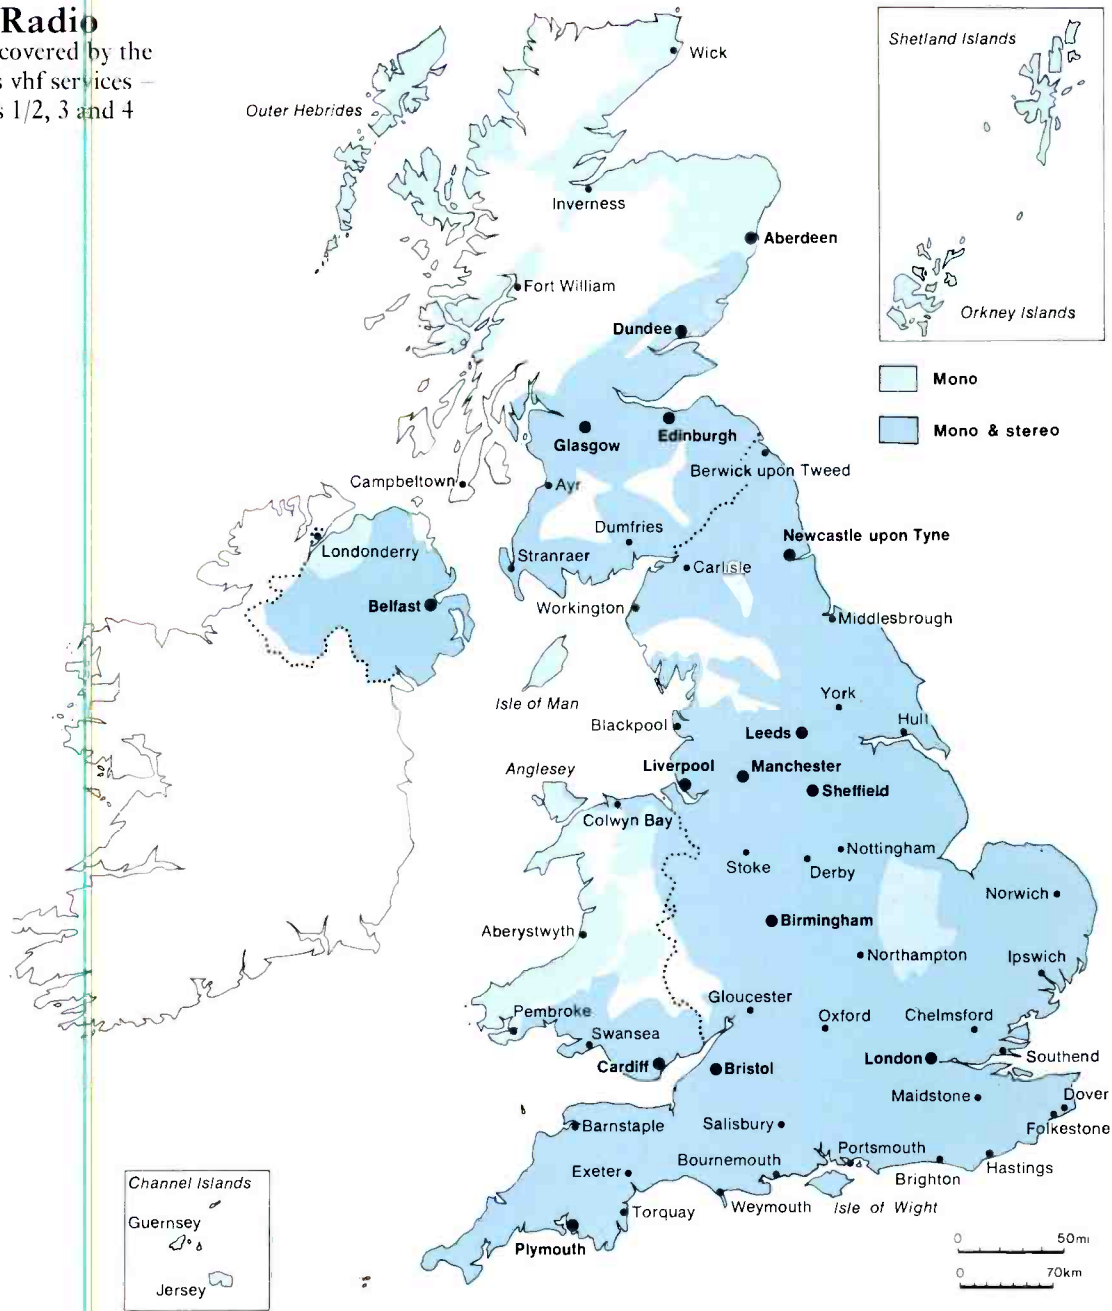 Radio
covered by the
s vhf services –
s 1/2, 3 and 4
Shetland Islands
Orkney Islands
Mono
Mono & stereo
Wick
Outer Hebrides
Inverness
Aberdeen
Fort William
Dundee
Glasgow
Edinburgh
Berwick upon Tweed
Campbeltown
Ayr
Dumfries
Newcastle upon Tyne
Londonderry
Stranraer
Carlisle
Belfast
Workington
Middlesbrough
Isle of Man
York
Blackpool
Leeds
Hull
Anglesey
Liverpool
Manchester
Sheffield
Colwyn Bay
Stoke
Nottingham
Derby
Norwich
Birmingham
Aberystwyth
Northampton
Ipswich
Pembroke
Gloucester
Oxford
Chelmsford
Swansea
Cardiff
Bristol
London
Southend
Maidstone
Dover
Folkestone
Barnstaple
Salisbury
Portsmouth
Hastings
Brighton
Exeter
Bournemouth
Torquay
Weymouth
Isle of Wight
Plymouth
Channel Islands
Guernsey
Jersey
0 50mi
0 70km